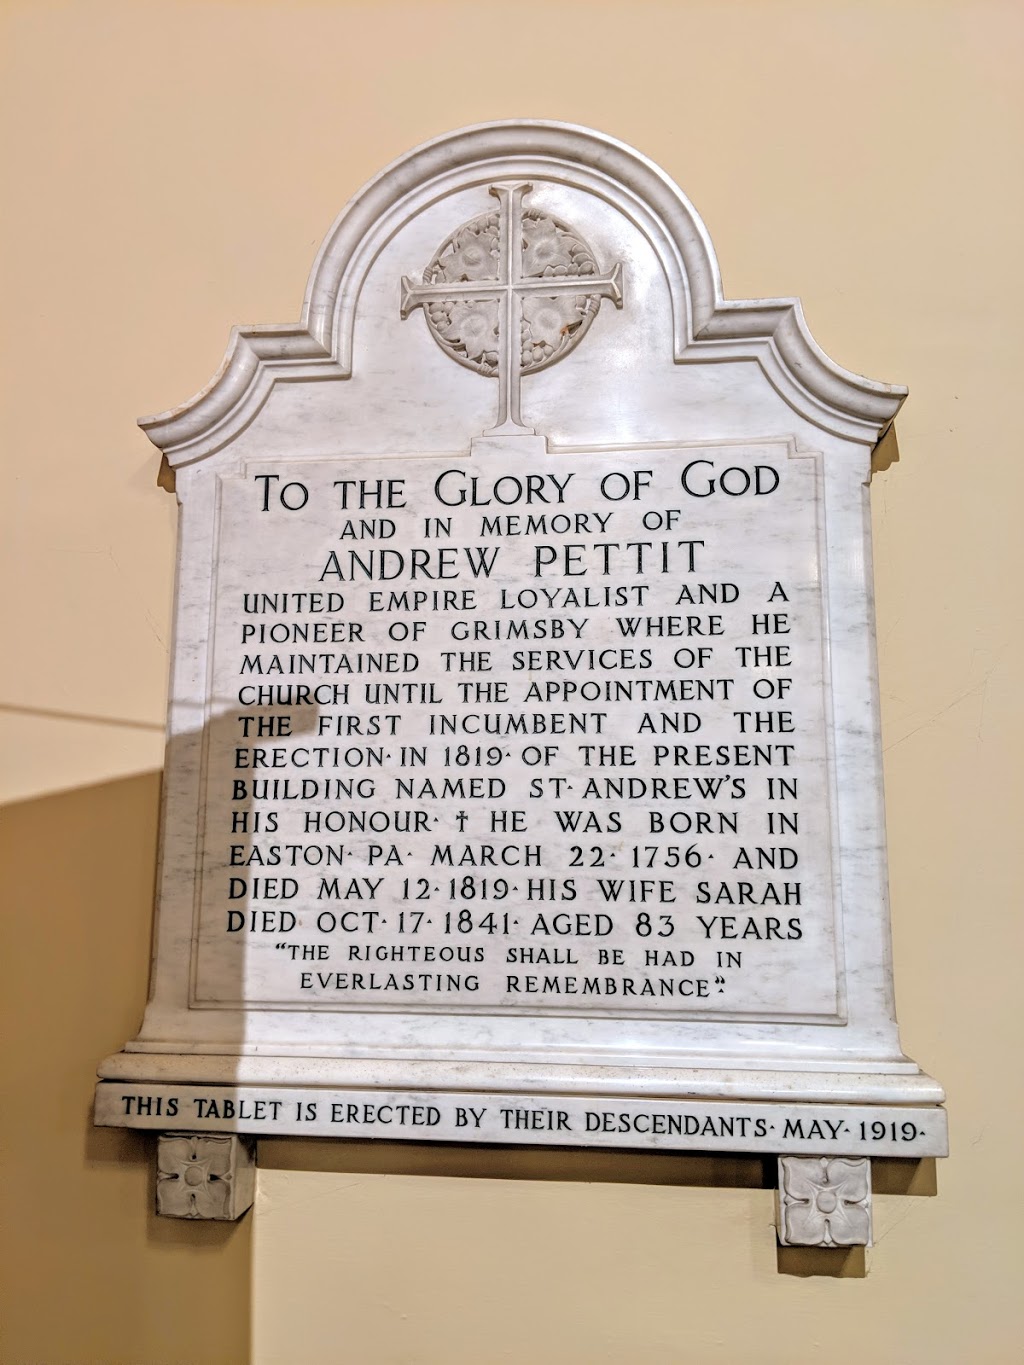 TO THE GLORY OF GOD
AND IN MEMORY OF
ANDREW PETTIT
UNITED EMPIRE LOYALIST AND A
PIONEER OF GRIMSBY WHERE HE
MAINTAINED THE SERVICES OF THE
CHURCH UNTIL THE APPOINTMENT OF
THE FIRST INCUMBENT AND THE
ERECTION· IN 1819· OF THE PRESENT
BUILDING NAMED ST· ANDREW'S IN
HIS HONOUR· † HE WAS BORN IN
EASTON· PA· MARCH 22· 1756· AND
DIED MAY 12· 1819· HIS WIFE SARAH
DIED OCT· 17· 1841· AGED 83 YEARS
"THE RIGHTEOUS SHALL BE HAD IN
EVERLASTING REMEMBRANCE".
THIS TABLET IS ERECTED BY THEIR DESCENDANTS· MAY· 1919·